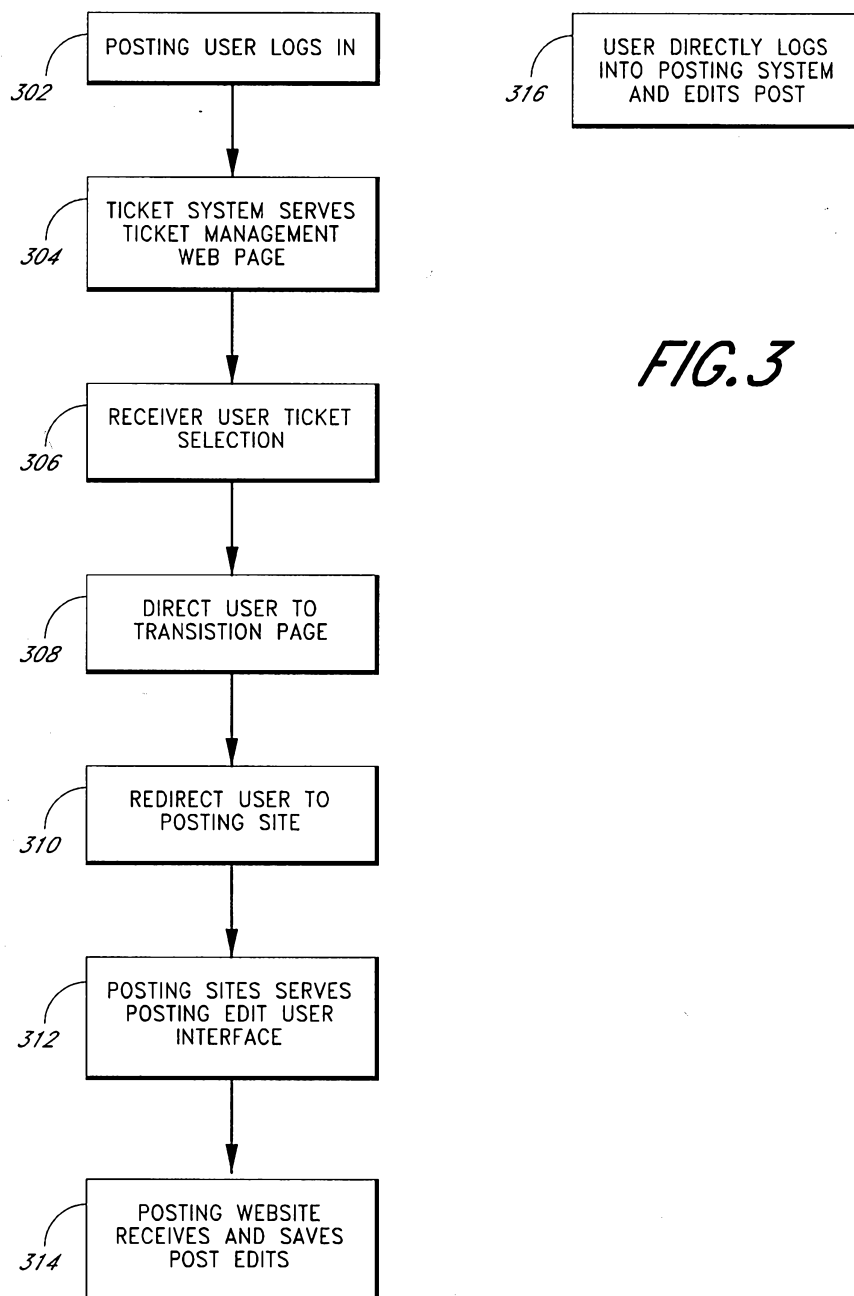 POSTING USER LOGS IN
302
TICKET SYSTEM SERVES
TICKET MANAGEMENT
WEB PAGE
304
RECEIVER USER TICKET
SELECTION
306
DIRECT USER TO
TRANSISTION PAGE
308
REDIRECT USER TO
POSTING SITE
310
POSTING SITES SERVES
POSTING EDIT USER
INTERFACE
312
POSTING WEBSITE
RECEIVES AND SAVES
POST EDITS
314
USER DIRECTLY LOGS
INTO POSTING SYSTEM
AND EDITS POST
316
FIG.3